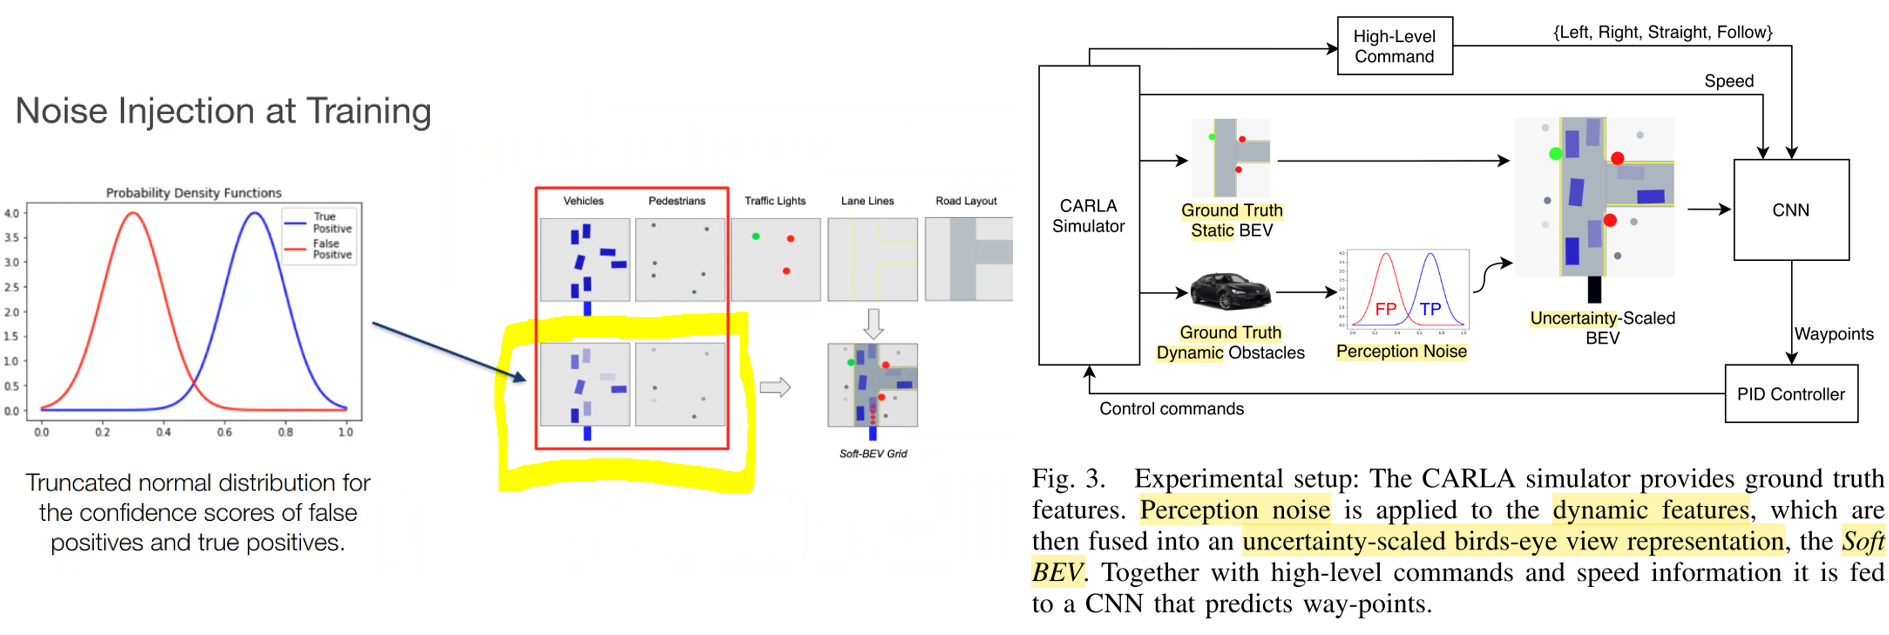 Noise Injection at Training
Probability Density Functions
True
Positive
False
Positive
4.0
3.5
3.0
2.5
2.0
1.5
1.0
0.5
0.0
0.0 0.2 0.4 0.6 0.8 1.0
Truncated normal distribution for
the confidence scores of false
positives and true positives.
Vehicles Pedestrians Traffic Lights Lane Lines Road Layout
Soft-BEV Grid
High-Level
Command
{Left, Right, Straight, Follow}
Speed
CARLA
Simulator
Ground Truth
Static BEV
Ground Truth
Dynamic Obstacles
FP TP
Perception Noise
Uncertainty-Scaled
BEV
CNN
Waypoints
PID Controller
Control commands
Fig. 3. Experimental setup: The CARLA simulator provides ground truth
features. Perception noise is applied to the dynamic features, which are
then fused into an uncertainty-scaled birds-eye view representation, the Soft
BEV. Together with high-level commands and speed information it is fed
to a CNN that predicts way-points.